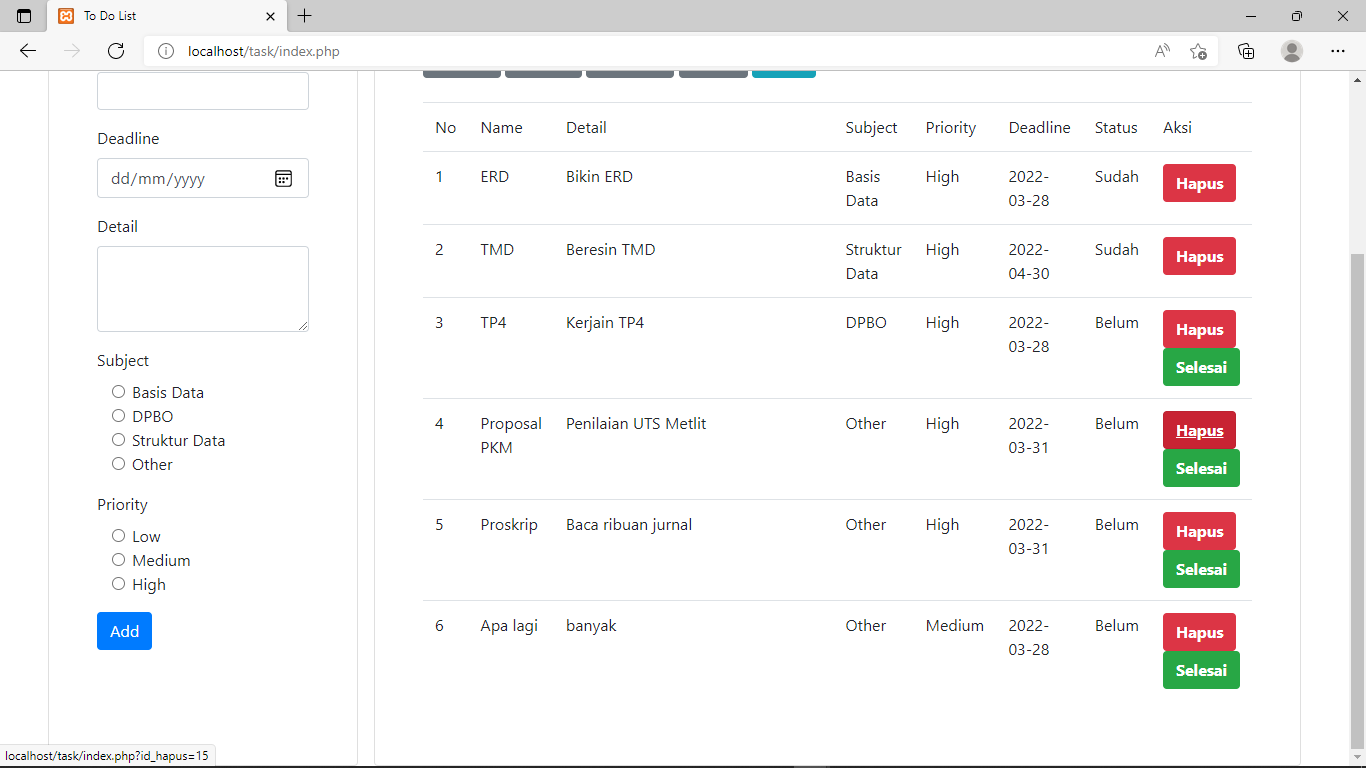 To Do List
localhost/task/index.php
Deadline
dd/mm/yyyy
Detail
Subject
Basis Data
DPBO
Struktur Data
Other
Priority
Low
Medium
High
Add
No Name Detail Subject Priority Deadline Status Aksi
1 ERD Bikin ERD Basis High 2022- Sudah Hapus
Data 03-28
2 TMD Beresin TMD Struktur High 2022- Sudah Hapus
Data 04-30
3 TP4 Kerjain TP4 DPBO High 2022- Belum Hapus
03-28
Selesai
4 Proposal Penilaian UTS Metlit Other High 2022- Belum Hapus
PKM 03-31
Selesai
5 Proskrip Baca ribuan jurnal Other High 2022- Belum Hapus
03-31
Selesai
6 Apa lagi banyak Other Medium 2022- Belum Hapus
03-28
Selesai
localhost/task/index.php?id_hapus=15